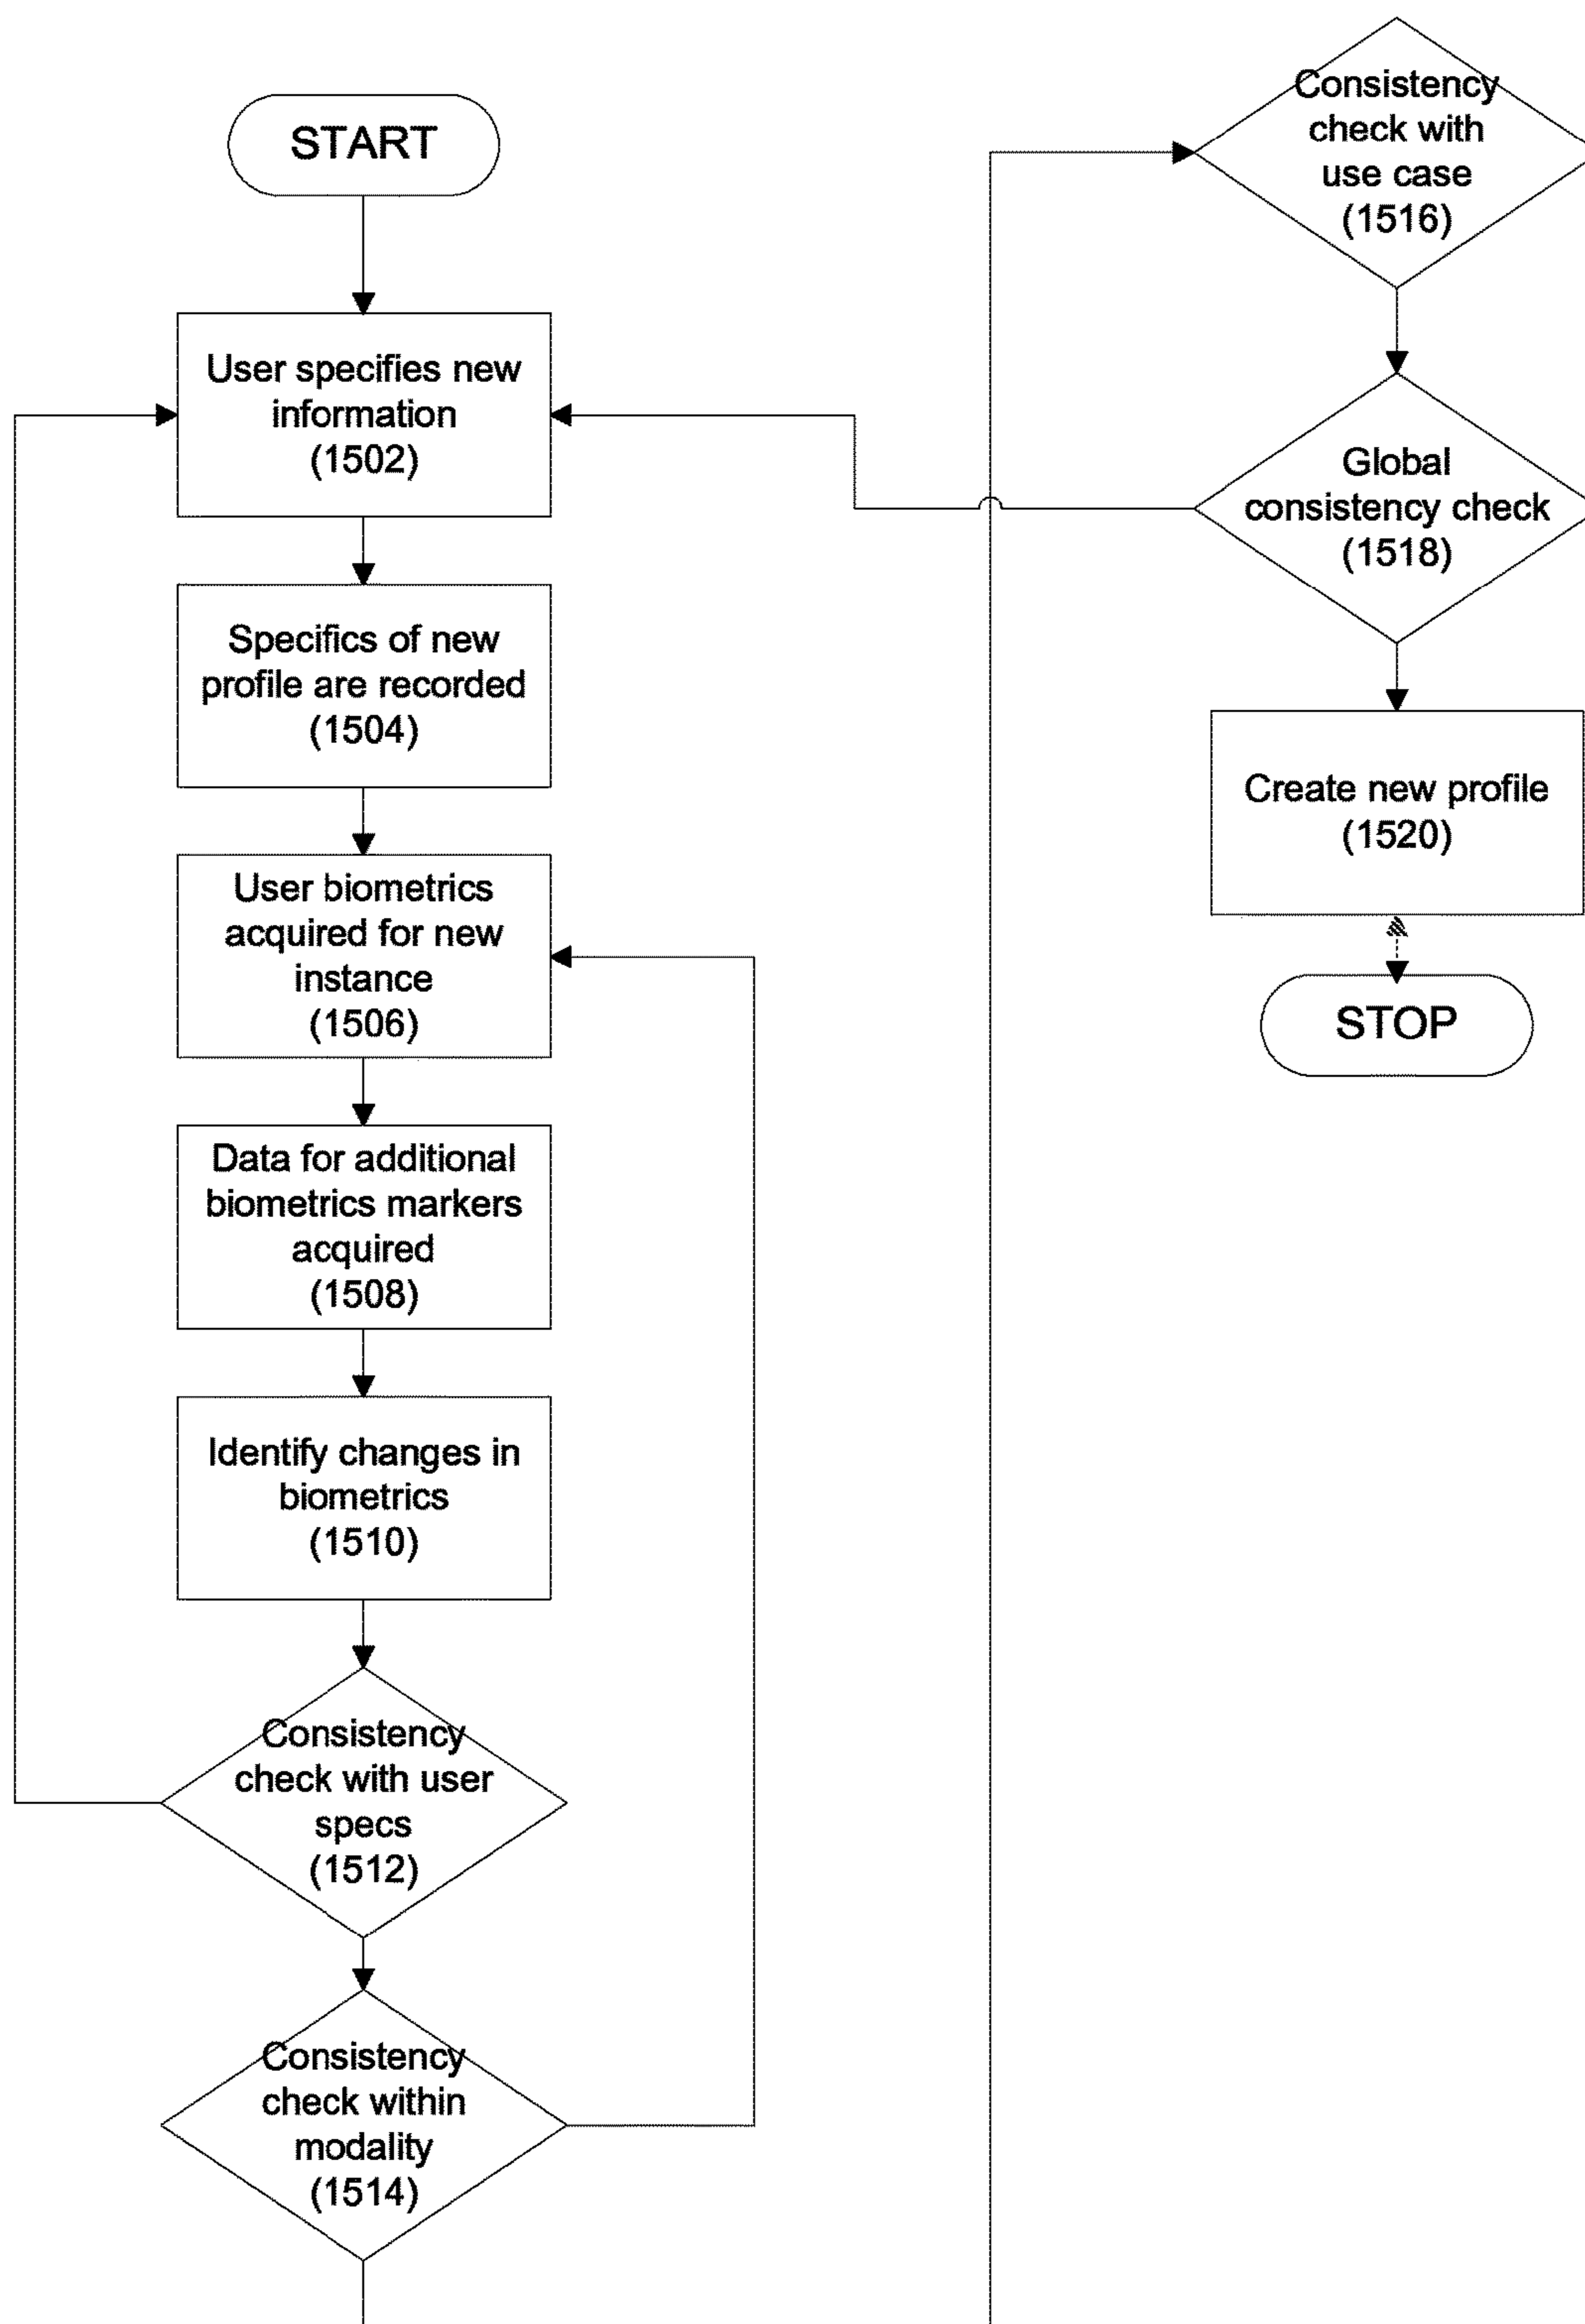 START
User specifies new
information
(1502)
Specifics of new
profile are recorded
(1504)
User biometrics
acquired for new
instance
(1506)
Data for additional
biometrics markers
acquired
(1508)
Identify changes in
biometrics
(1510)
Consistency
check with user
specs
(1512)
Consistency
check within
modality
(1514)
Consistency
check with
use case
(1516)
Global
consistency check
(1518)
Create new profile
(1520)
STOP